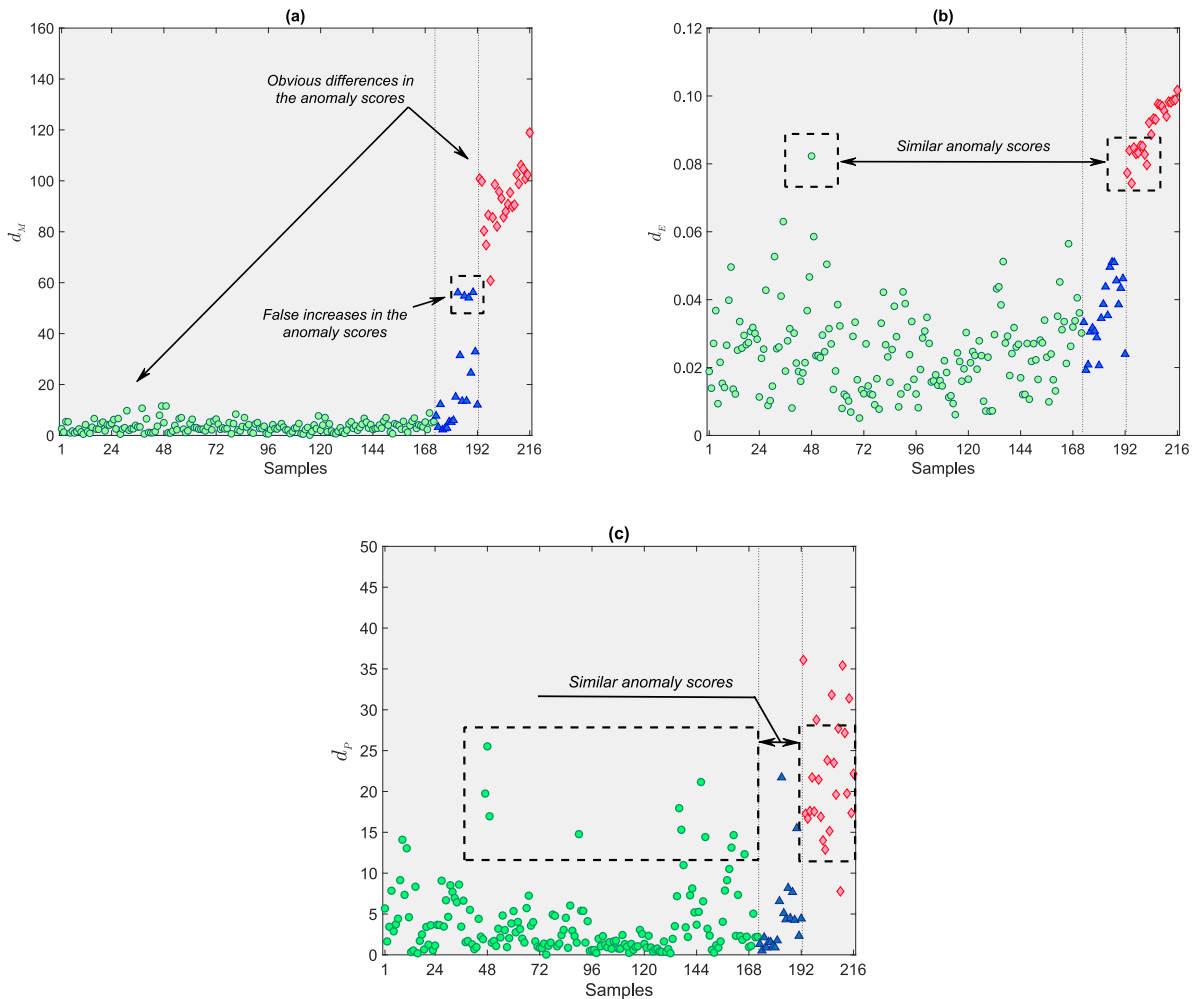 (a)
160
140
120
100
80
60
40
20
0
d_M
Obvious differences in
the anomaly scores
False increases in the
anomaly scores
1 24 48 72 96 120 144 168 192 216
Samples
(b)
0.12
0.10
0.08
0.06
0.04
0.02
0
d_E
Similar anomaly scores
1 24 48 72 96 120 144 168 192 216
Samples
(c)
50
45
40
35
30
25
20
15
10
5
0
d_P
Similar anomaly scores
1 24 48 72 96 120 144 168 192 216
Samples